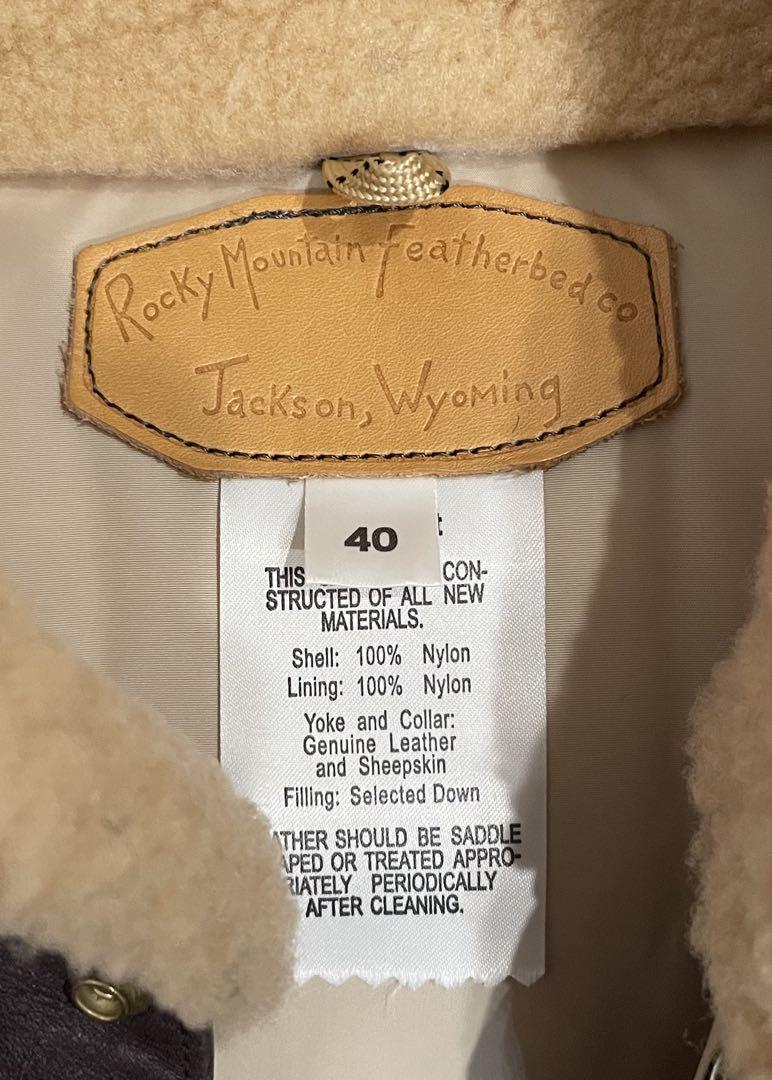 Rocky Mountain Featherbed co
Jackson, Wyoming
40
THIS CON-
STRUCTED OF ALL NEW
MATERIALS.
Shell: 100% Nylon
Lining: 100% Nylon
Yoke and Collar:
Genuine Leather
and Sheepskin
Filling: Selected Down
SHOULD BE SADDLE
OR TREATED APPRO-
PERIODICALLY
AFTER CLEANING.